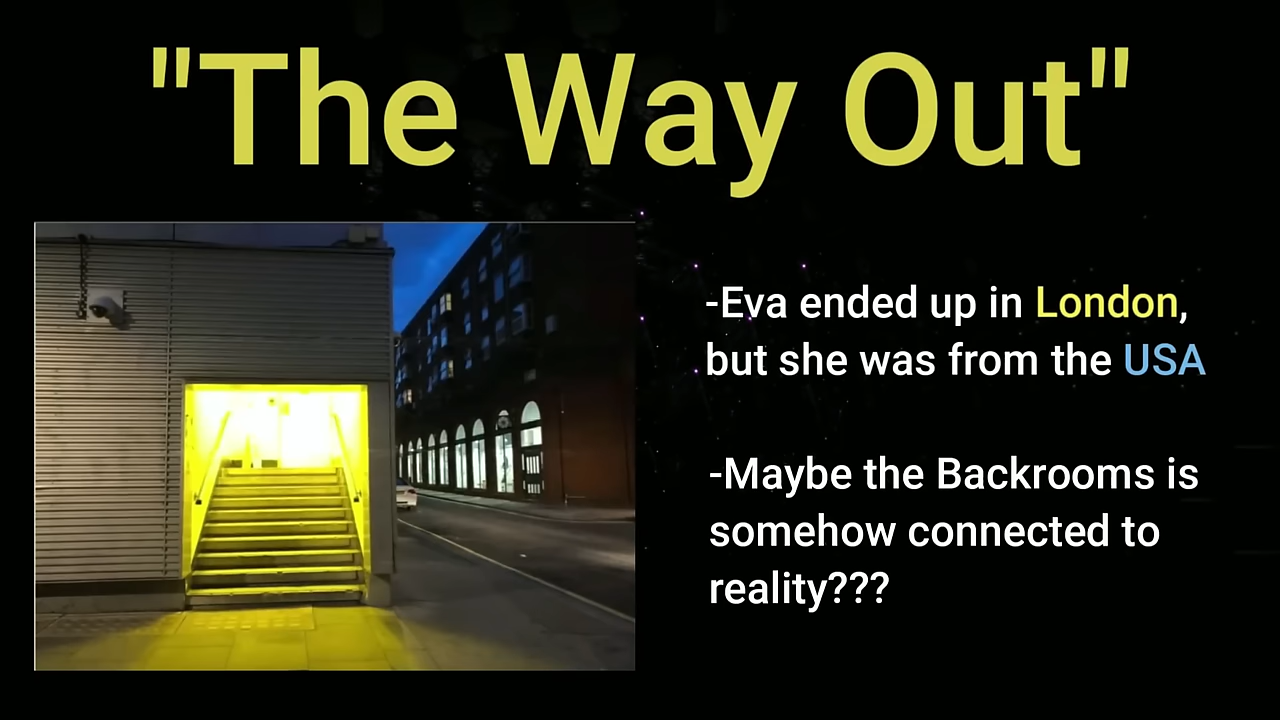 "The Way Out"
-Eva ended up in London,
but she was from the USA
-Maybe the Backrooms is
somehow connected to
reality???